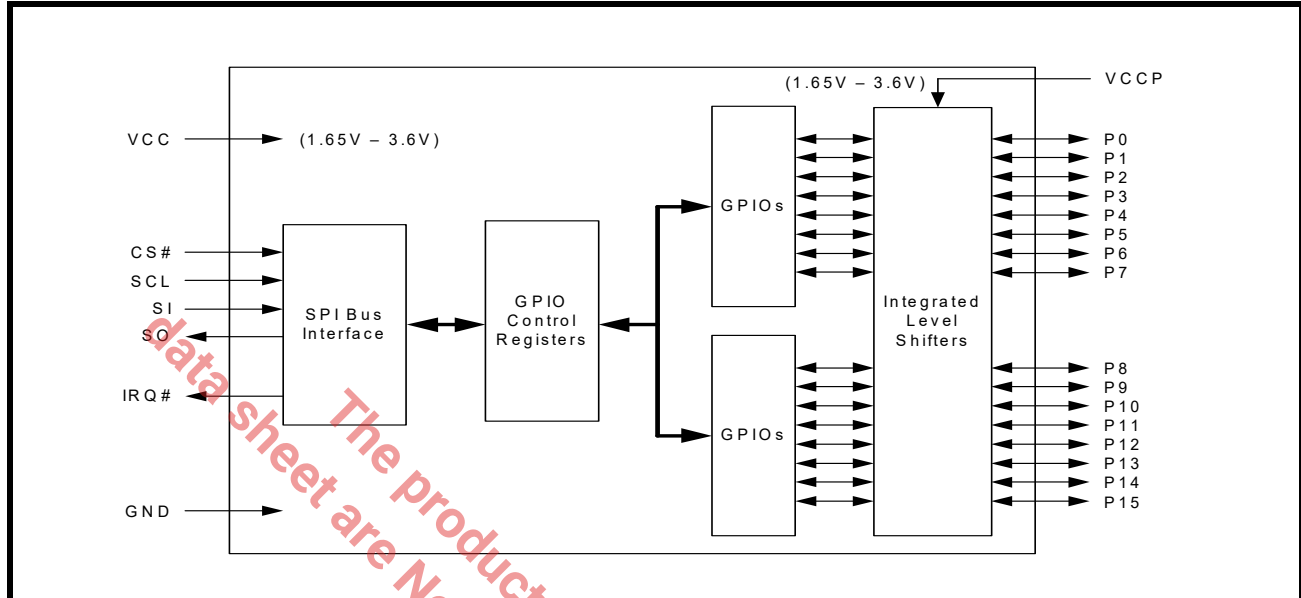 (1.65V – 3.6V)
VCCP
VCC
(1.65V – 3.6V)
P0
P1
P2
P3
P4
P5
P6
P7
GPIOs
CS#
SCL
SI
SO
IRQ#
SPI Bus
Interface
GPIO
Control
Registers
Integrated
Level
Shifters
GPIOs
P8
P9
P10
P11
P12
P13
P14
P15
GND
The product
data sheet are